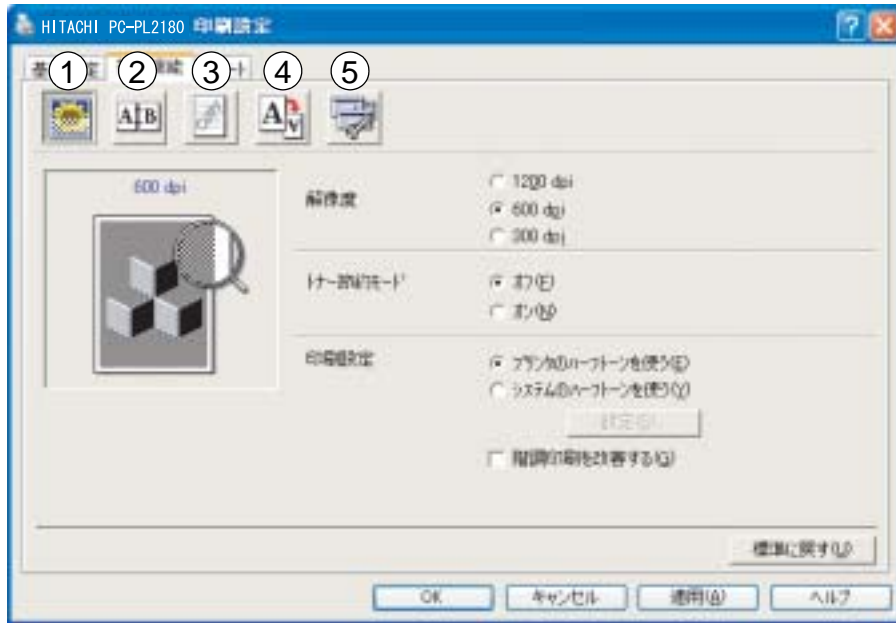 HITACHI PC-PL2180 印刷設定
① ② ③ ④ ⑤
A B
A
600 dpi
解像度
1200 dpi
600 dpi
300 dpi
トナー節約モード
オフ(E)
オン(N)
印刷設定
プリンタのハーフトーンを使う(E)
システムのハーフトーンを使う(Y)
設定(S)...
階調印刷を改善する(G)
標準に戻す(U)
OK
キャンセル
適用(A)
ヘルプ